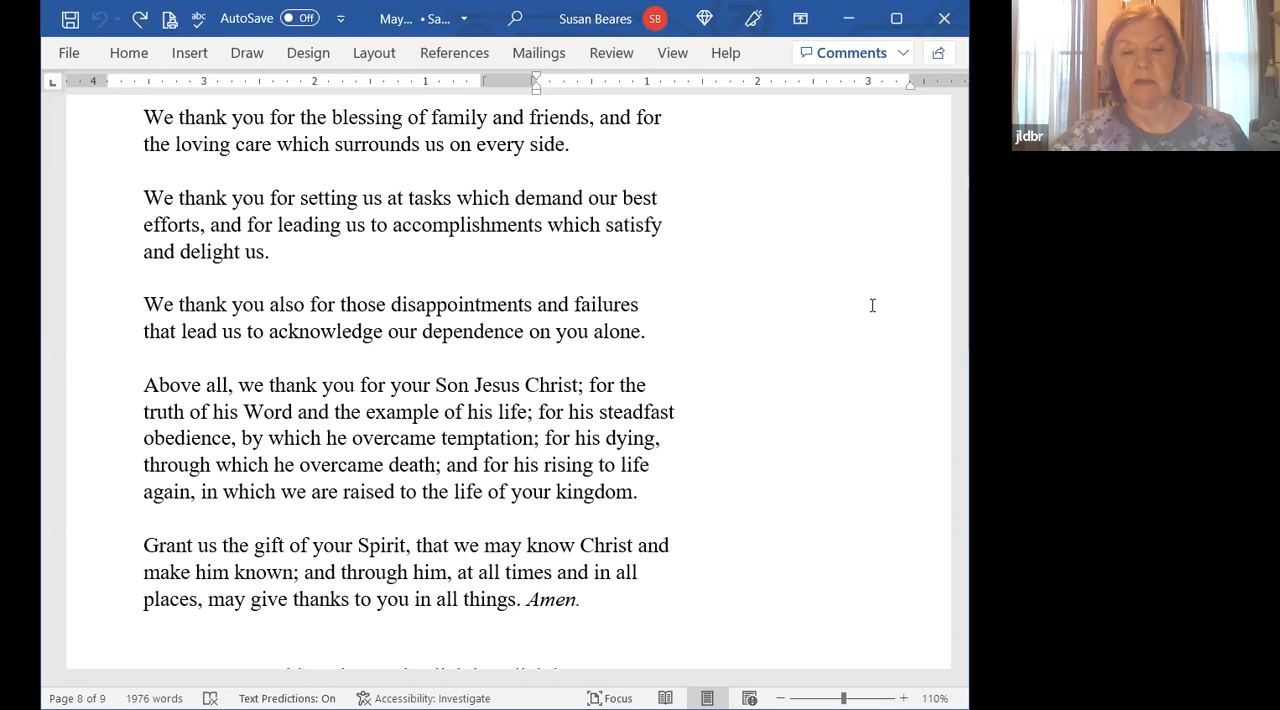 AutoSave Off May... • Sa... Susan Beares SB
File Home Insert Draw Design Layout References Mailings Review View Help Comments
4 3 2 1 1 2 3
We thank you for the blessing of family and friends, and for
the loving care which surrounds us on every side.
We thank you for setting us at tasks which demand our best
efforts, and for leading us to accomplishments which satisfy
and delight us.
We thank you also for those disappointments and failures
that lead us to acknowledge our dependence on you alone.
Above all, we thank you for your Son Jesus Christ; for the
truth of his Word and the example of his life; for his steadfast
obedience, by which he overcame temptation; for his dying,
through which he overcame death; and for his rising to life
again, in which we are raised to the life of your kingdom.
Grant us the gift of your Spirit, that we may know Christ and
make him known; and through him, at all times and in all
places, may give thanks to you in all things. Amen.
Page 8 of 9 1976 words Text Predictions: On Accessibility: Investigate Focus 110%
jldbr